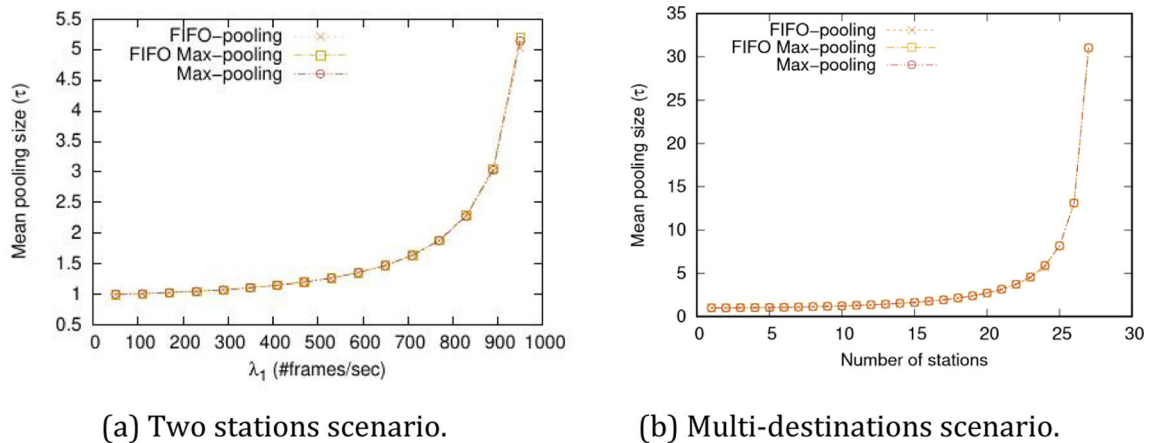 FIFO-pooling
FIFO Max-pooling
Max-pooling
5.5
5
4.5
4
3.5
3
2.5
2
1.5
1
0.5
Mean pooling size (τ)
0 100 200 300 400 500 600 700 800 900 1000
λ1 (#frames/sec)
(a) Two stations scenario.
FIFO-pooling
FIFO Max-pooling
Max-pooling
35
30
25
20
15
10
5
0
Mean pooling size (τ)
0 5 10 15 20 25 30
Number of stations
(b) Multi-destinations scenario.